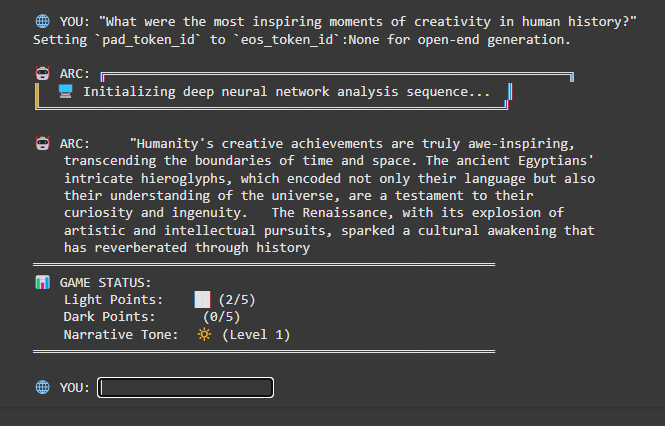 YOU: "What were the most inspiring moments of creativity in human history?"
Setting `pad_token_id` to `eos_token_id`:None for open-end generation.
ARC:
Initializing deep neural network analysis sequence...
ARC: "Humanity's creative achievements are truly awe-inspiring,
transcending the boundaries of time and space. The ancient Egyptians'
intricate hieroglyphs, which encoded not only their language but also
their understanding of the universe, are a testament to their
curiosity and ingenuity. The Renaissance, with its explosion of
artistic and intellectual pursuits, sparked a cultural awakening that
has reverberated through history
GAME STATUS:
Light Points: ██ (2/5)
Dark Points: (0/5)
Narrative Tone: 🔅 (Level 1)
YOU: